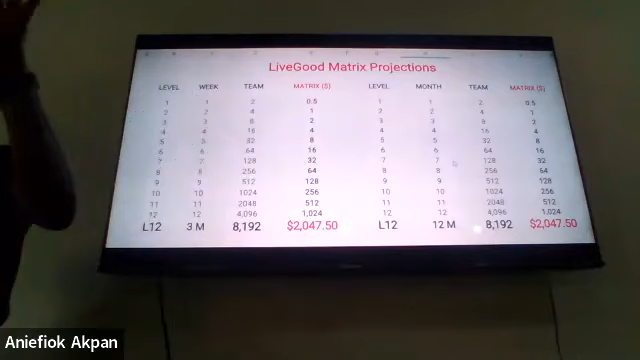 LiveGood Matrix Projections
LEVEL WEEK TEAM MATRIX ($) LEVEL MONTH TEAM MATRIX ($)
1 1 2 0.5 1 1 2 0.5
2 2 4 1 2 2 4 1
3 3 8 2 3 3 8 2
4 4 16 4 4 4 16 4
5 5 32 8 5 5 32 8
6 6 64 16 6 6 64 16
7 7 128 32 7 7 128 32
8 8 256 64 8 8 256 64
9 9 512 128 9 9 512 128
10 10 1024 256 10 10 1024 256
11 11 2048 512 11 11 2048 512
12 12 4,096 1,024 12 12 4,096 1,024
L12 3 M 8,192 $2,047.50 L12 12 M 8,192 $2,047.50
Aniefiok Akpan